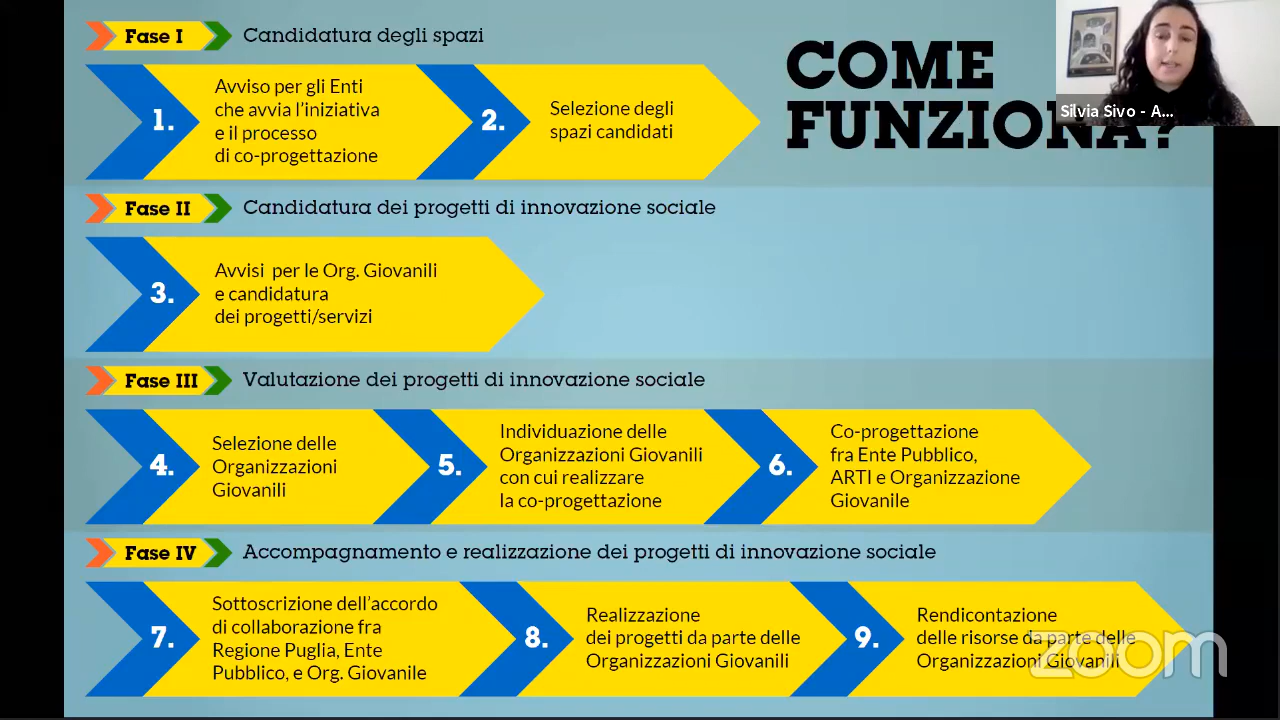 Fase I
Candidatura degli spazi
1.
Avviso per gli Enti
che avvia l'iniziativa
e il processo
di co-progettazione
2.
Selezione degli
spazi candidati
COME
FUNZIONA?
Silvia Sivo - A...
Fase II
Candidatura dei progetti di innovazione sociale
3.
Avvisi per le Org. Giovanili
e candidatura
dei progetti/servizi
Fase III
Valutazione dei progetti di innovazione sociale
4.
Selezione delle
Organizzazioni
Giovanili
5.
Individuazione delle
Organizzazioni Giovanili
con cui realizzare
la co-progettazione
6.
Co-progettazione
fra Ente Pubblico,
ARTI e Organizzazione
Giovanile
Fase IV
Accompagnamento e realizzazione dei progetti di innovazione sociale
7.
Sottoscrizione dell'accordo
di collaborazione fra
Regione Puglia, Ente
Pubblico, e Org. Giovanile
8.
Realizzazione
dei progetti da parte delle
Organizzazioni Giovanili
9.
Rendicontazione
delle risorse da parte delle
Organizzazioni Giovanili
zoom